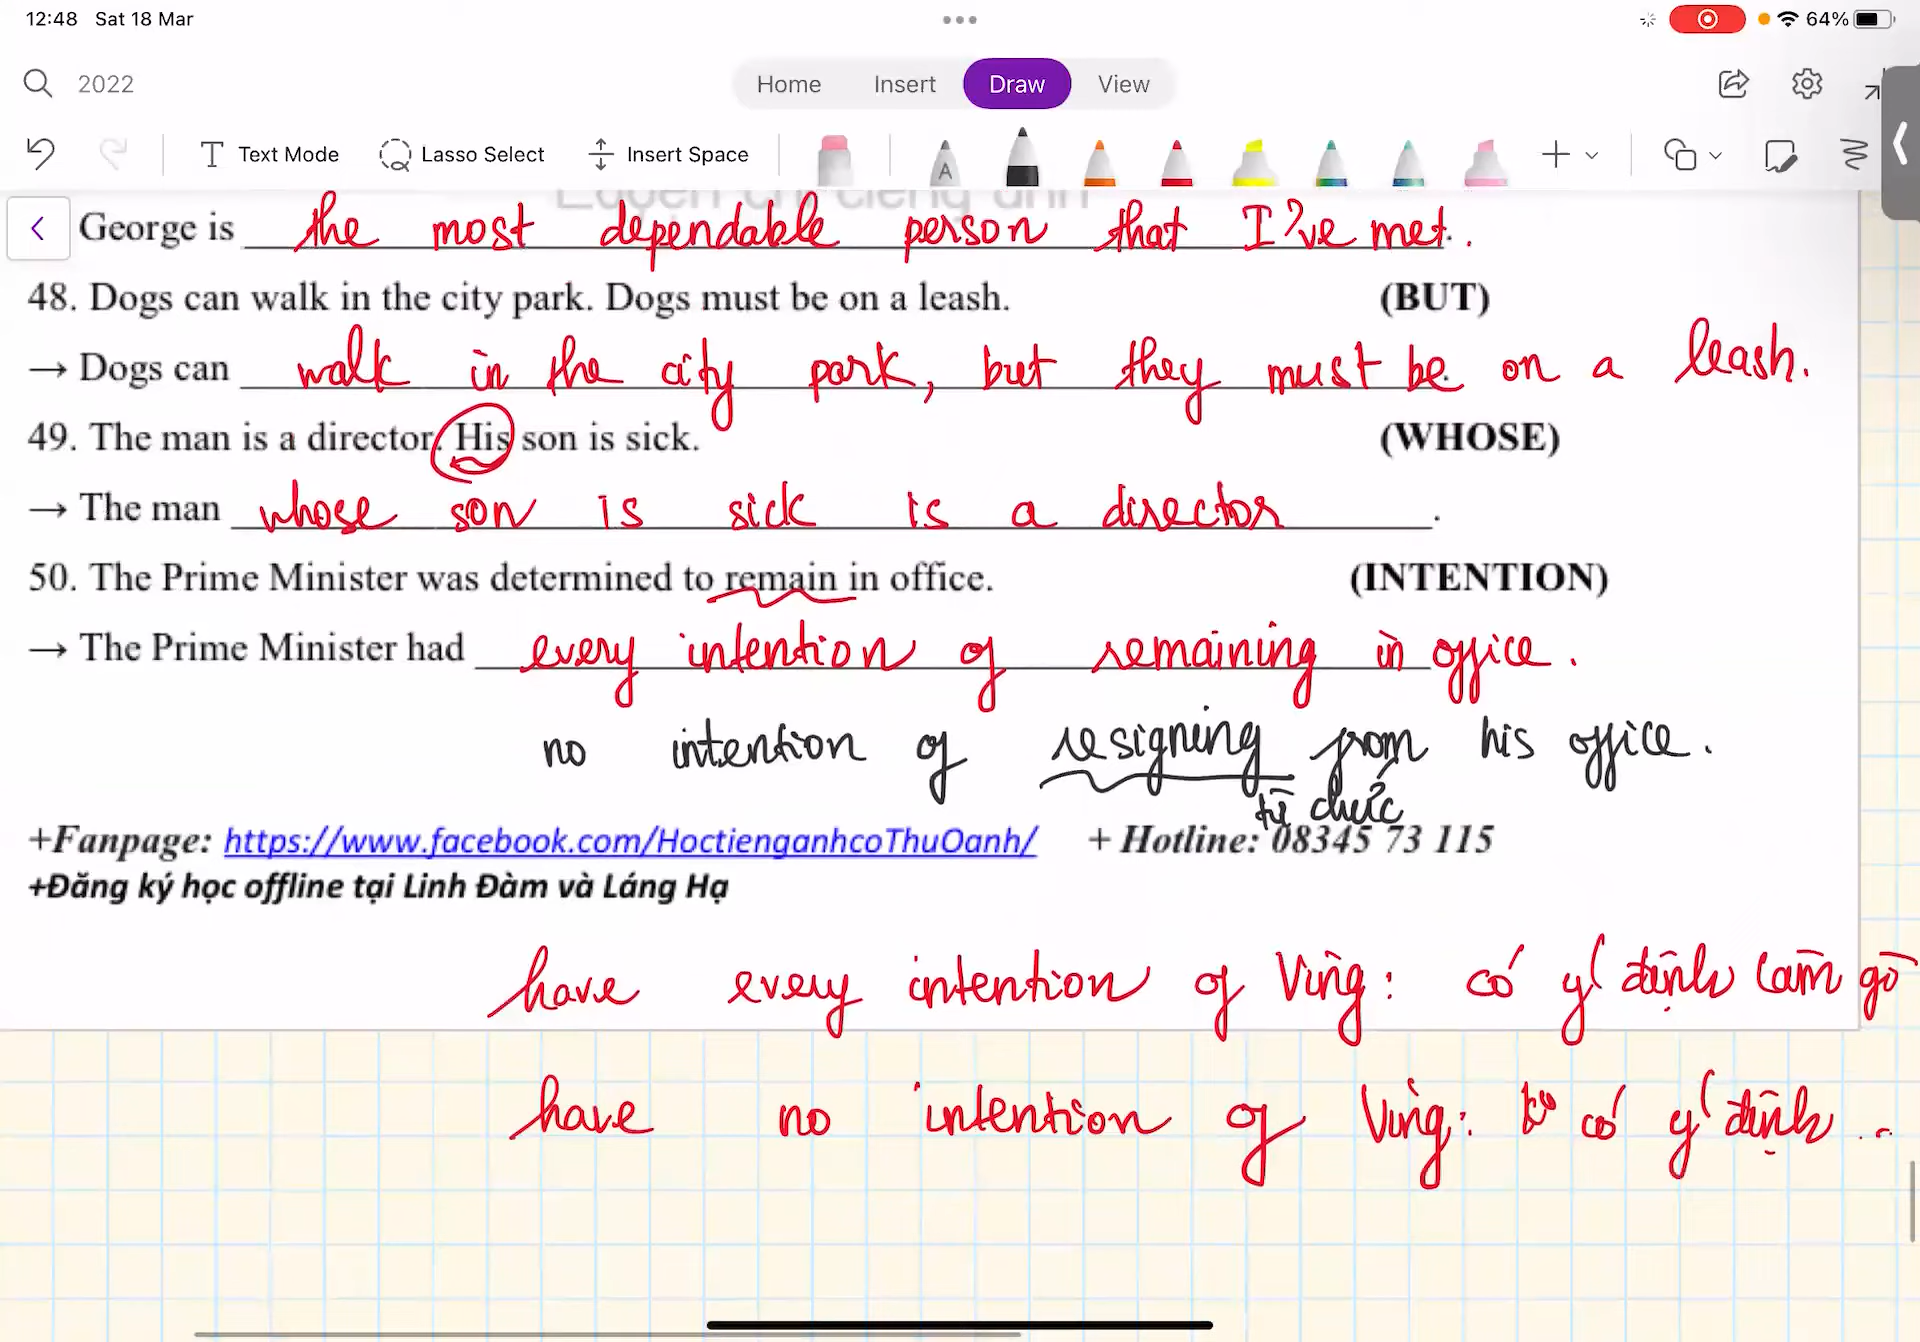 12:48 Sat 18 Mar
64%
2022
Home Insert Draw View
Text Mode Lasso Select Insert Space
A
George is the most dependable person that I've met.
48. Dogs can walk in the city park. Dogs must be on a leash. (BUT)
→ Dogs can walk in the city park, but they must be on a leash.
49. The man is a director. His son is sick. (WHOSE)
→ The man whose son is sick is a director.
50. The Prime Minister was determined to remain in office. (INTENTION)
→ The Prime Minister had every intention of remaining in office.
no intention of resigning from his office.
từ chức
+Fanpage: https://www.facebook.com/HoctienganhcoThuOanh/ + Hotline: 08345 73 115
+Đăng ký học offline tại Linh Đàm và Láng Hạ
have every intention of Ving: có ý định làm gì
have no intention of Ving: có ý định ...